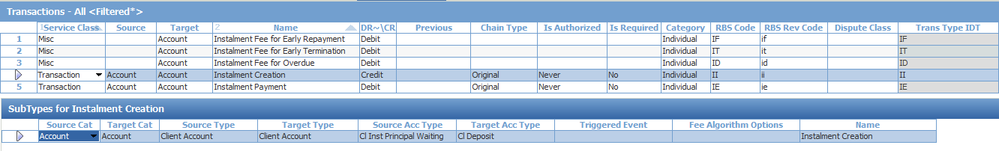 Transactions - All <Filtered*>
1 Service Class Source Target 2 Name DR~\CR Previous Chain Type Is Authorized Is Required Category RBS Code RBS Rev Code Dispute Class Trans Type IDT
1 Misc Account Instalment Fee for Early Repayment Debit Individual IF if IF
2 Misc Account Instalment Fee for Early Termination Debit Individual IT it IT
3 Misc Account Instalment Fee for Overdue Debit Individual ID id ID
Transaction Account Account Instalment Creation Credit Original Never No Individual II ii II
5 Transaction Account Account Instalment Payment Debit Original Never No Individual IE ie IE
SubTypes for Instalment Creation
Source Cat Target Cat Source Type Target Type Source Acc Type Target Acc Type Triggered Event Fee Algorithm Options Name
Account Account Client Account Client Account Cl Inst Principal Waiting Cl Deposit Instalment Creation